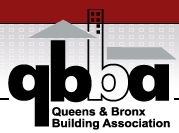 qbba
Queens & Bronx
Building Association